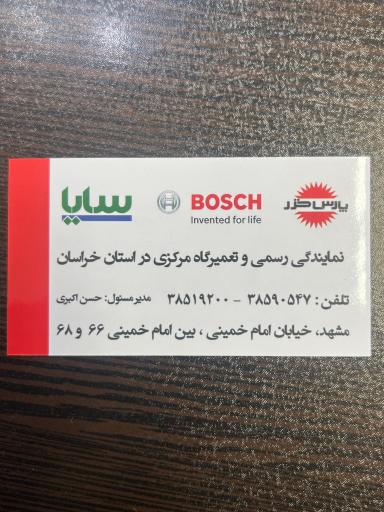 پارس خزر BOSCH سایا
Invented for life
نمایندگی رسمی و تعمیرگاه مرکزی در استان خراسان
تلفن : ۳۸۵۹۰۵۴۷ - ۳۸۵۱۹۲۰۰ مدیر مسئول: حسن اکبری
مشهد، خیابان امام خمینی ، بین امام خمینی ۶۶ و ۶۸